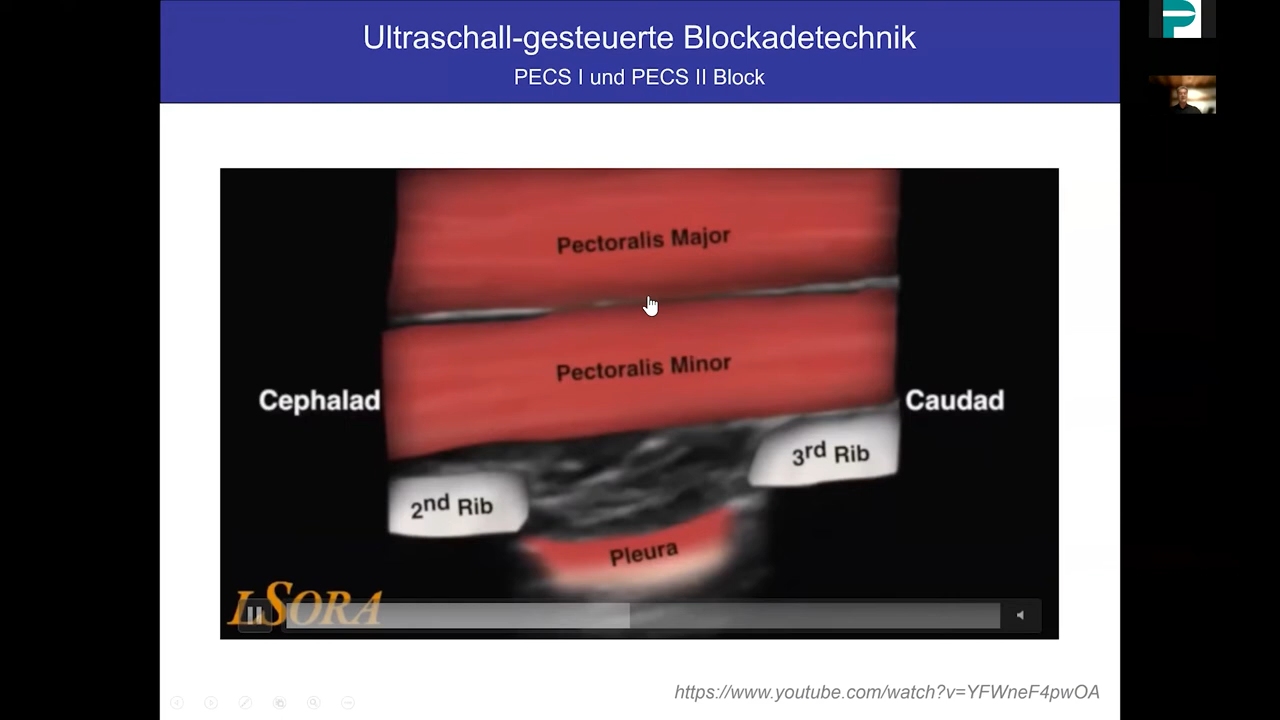 Ultraschall-gesteuerte Blockadetechnik
PECS I und PECS II Block
Pectoralis Major
Pectoralis Minor
Cephalad
Caudad
3rd Rib
2nd Rib
Pleura
LSORA
https://www.youtube.com/watch?v=YFWneF4pwOA